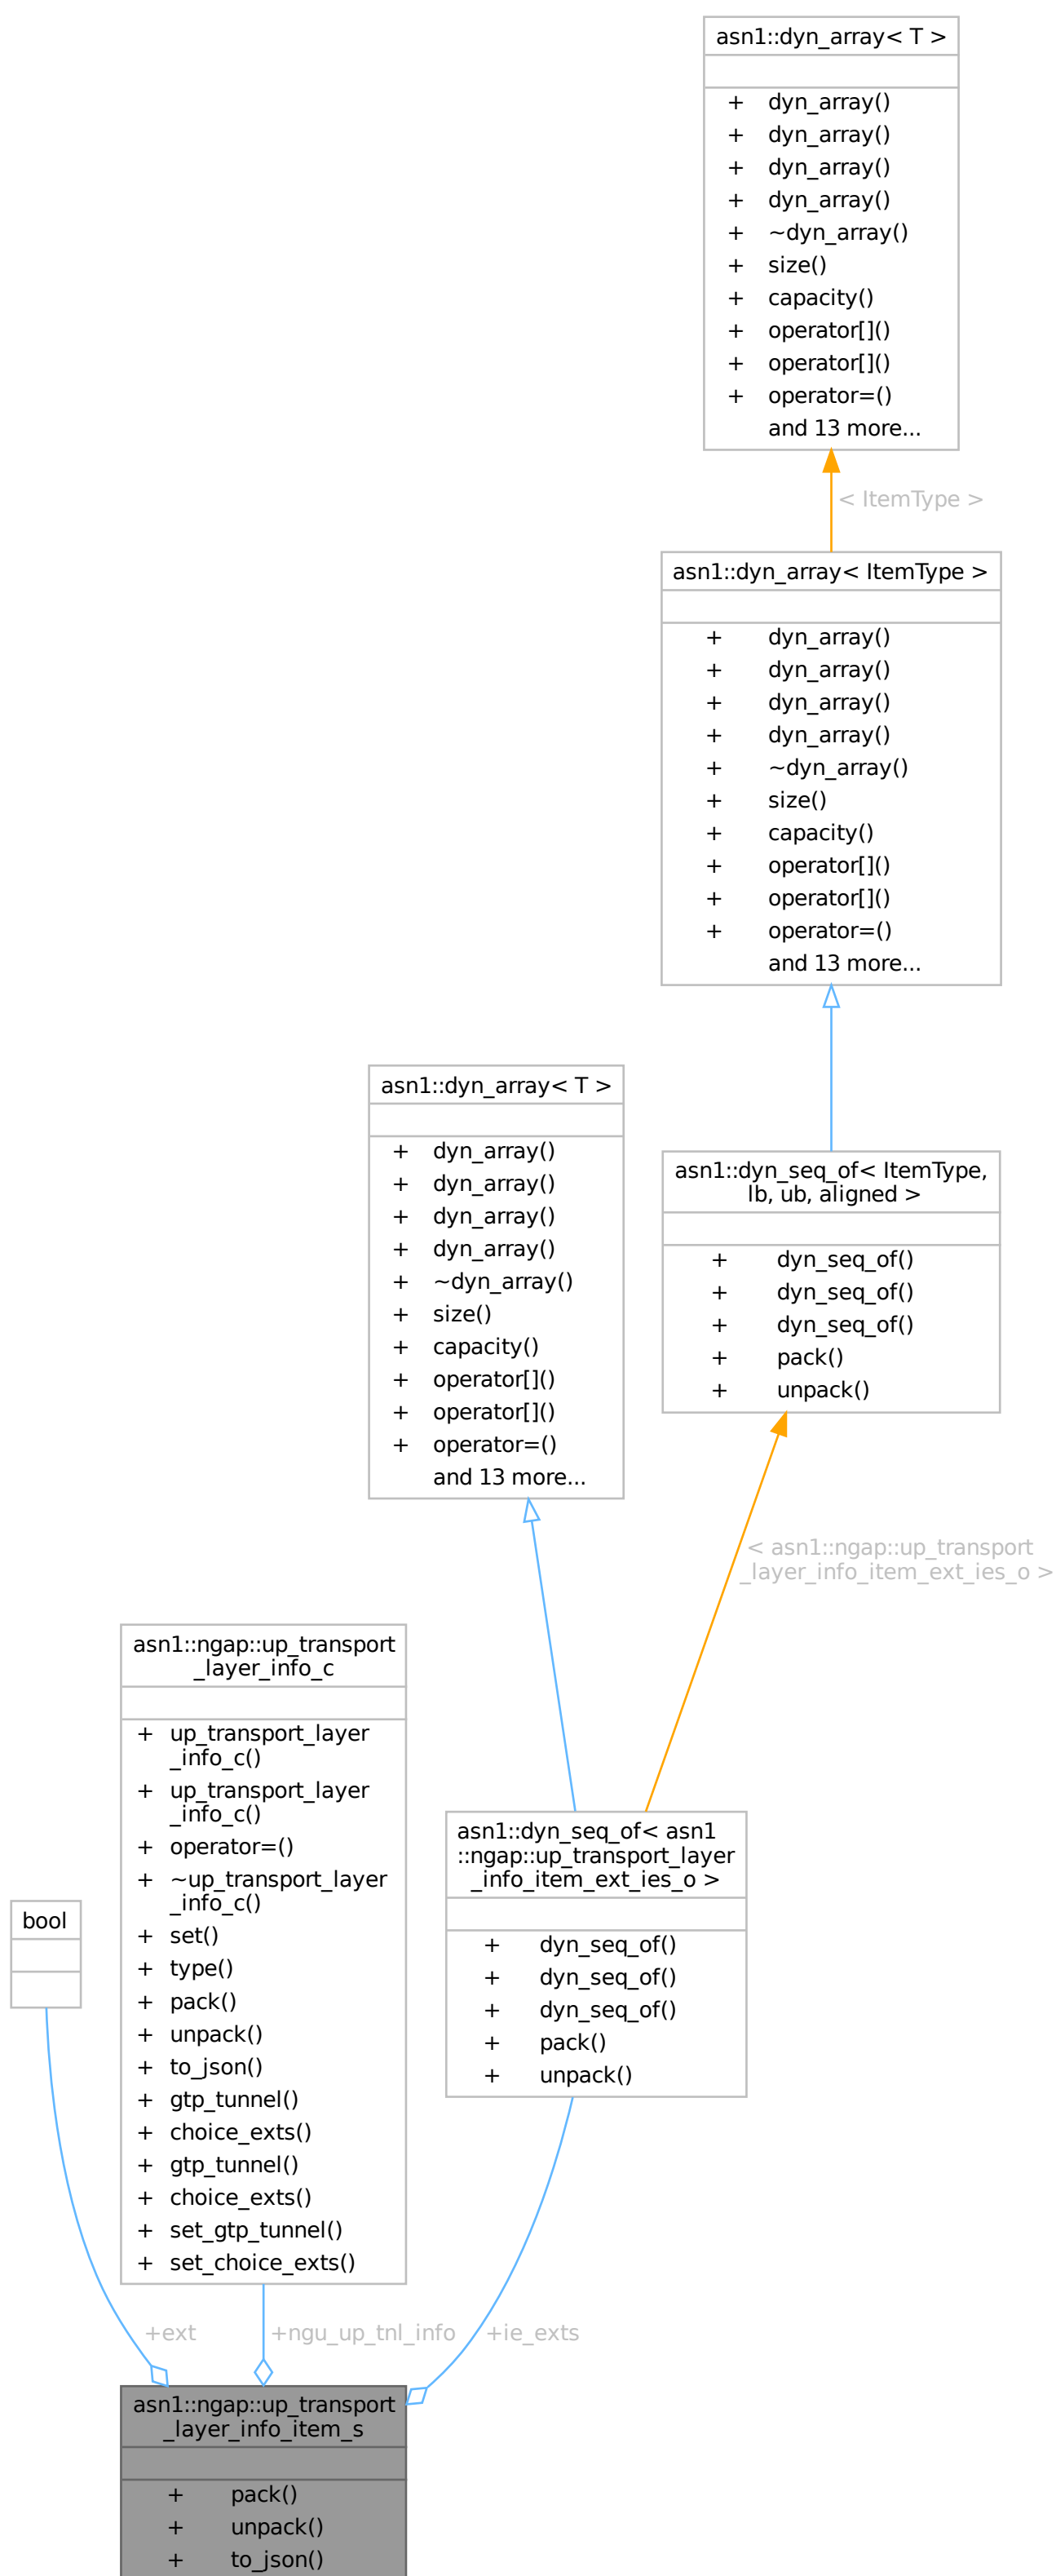 asn1::dyn_array< T >
+ dyn_array()
+ dyn_array()
+ dyn_array()
+ dyn_array()
+ ~dyn_array()
+ size()
+ capacity()
+ operator[]()
+ operator[]()
+ operator=()
and 13 more...
< ItemType >
asn1::dyn_array< ItemType >
+ dyn_array()
+ dyn_array()
+ dyn_array()
+ dyn_array()
+ ~dyn_array()
+ size()
+ capacity()
+ operator[]()
+ operator[]()
+ operator=()
and 13 more...
asn1::dyn_array< T >
+ dyn_array()
+ dyn_array()
+ dyn_array()
+ dyn_array()
+ ~dyn_array()
+ size()
+ capacity()
+ operator[]()
+ operator[]()
+ operator=()
and 13 more...
asn1::dyn_seq_of< ItemType,
lb, ub, aligned >
+ dyn_seq_of()
+ dyn_seq_of()
+ dyn_seq_of()
+ pack()
+ unpack()
< asn1::ngap::up_transport
_layer_info_item_ext_ies_o >
asn1::ngap::up_transport
_layer_info_c
+ up_transport_layer
_info_c()
+ up_transport_layer
_info_c()
+ operator=()
+ ~up_transport_layer
_info_c()
+ set()
+ type()
+ pack()
+ unpack()
+ to_json()
+ gtp_tunnel()
+ choice_exts()
+ gtp_tunnel()
+ choice_exts()
+ set_gtp_tunnel()
+ set_choice_exts()
asn1::dyn_seq_of< asn1
::ngap::up_transport_layer
_info_item_ext_ies_o >
+ dyn_seq_of()
+ dyn_seq_of()
+ dyn_seq_of()
+ pack()
+ unpack()
bool
+ext
+ngu_up_tnl_info
+ie_exts
asn1::ngap::up_transport
_layer_info_item_s
+ pack()
+ unpack()
+ to_json()